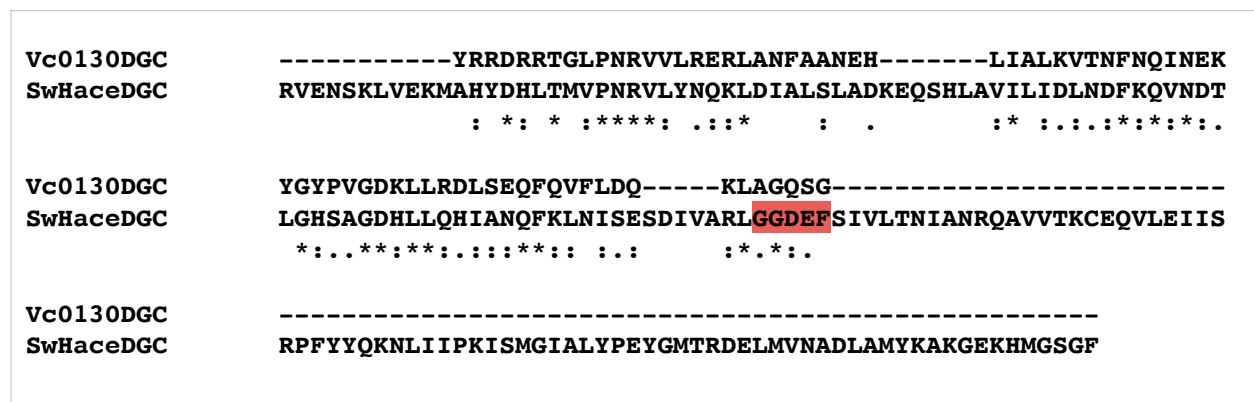 Vc0130DGC -----------YRRDRRTGLPNRVVLRERLANFAANEH-------LIALKVTNFNQINEK
SwHaceDGC RVENSKLVEKMAHYDHLTMVPNRVLYNQKLDIALSLADKEQSHLAVILIDLNDFKQVNDT
: *: * :****: .::* : . :* :.:.:*:*:*:.
Vc0130DGC YGYPVGDKLLRDLSEQFQVFLDQ-----KLAGQSG-------------------------
SwHaceDGC LGHSAGDHLLQHIANQFKLNISESDIVARLGGDEFSIVLTNIANRQAVVTKCEQVLEIIS
*:..**:**:.:::**:: :.: :*.*:.
Vc0130DGC ----------------------------------------------------
SwHaceDGC RPFYYQKNLIIPKISMGIALYPEYGMTRDELMVNADLAMYKAKGEKHMGSGF